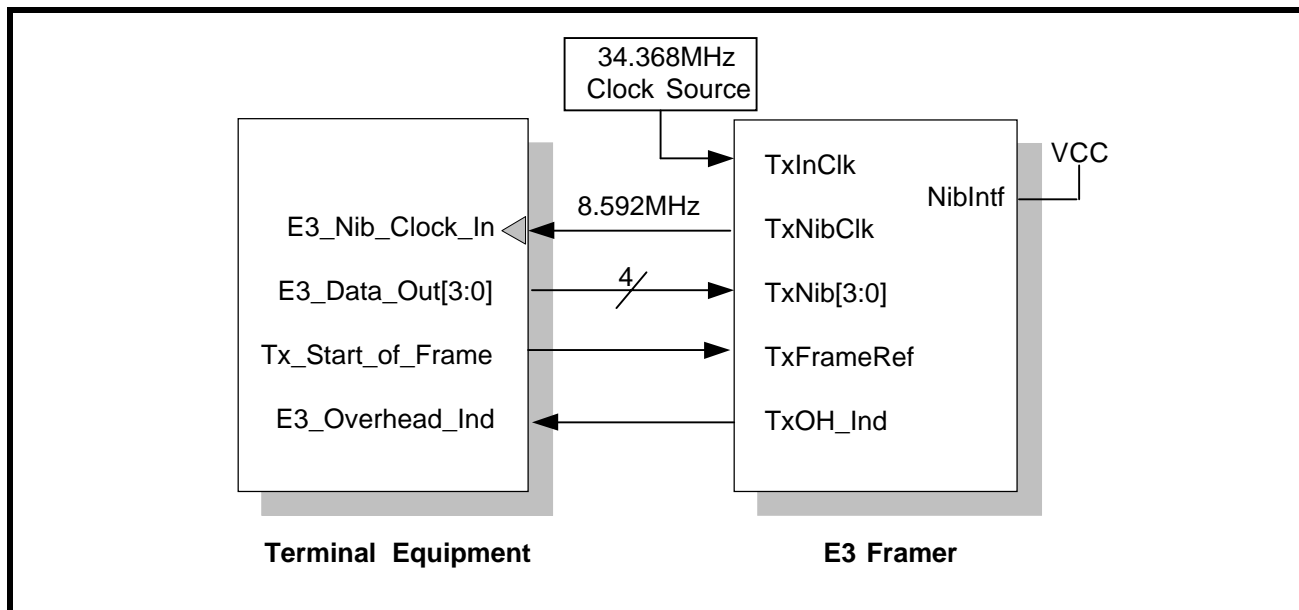 34.368MHz
Clock Source
VCC
TxInClk
NibIntf
8.592MHz
E3_Nib_Clock_In
TxNibClk
E3_Data_Out[3:0]
4
TxNib[3:0]
Tx_Start_of_Frame
TxFrameRef
E3_Overhead_Ind
TxOH_Ind
Terminal Equipment
E3 Framer